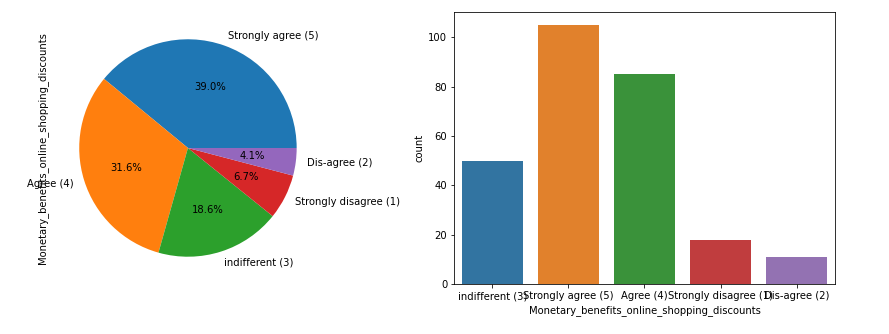 Monetary_benefits_online_shopping_discounts
Strongly agree (5)
39.0%
Agree (4)
31.6%
indifferent (3)
18.6%
Strongly disagree (1)
6.7%
Dis-agree (2)
4.1%
count
100
80
60
40
20
0
indifferent (3) Strongly agree (5) Agree (4) Strongly disagree (1) Dis-agree (2)
Monetary_benefits_online_shopping_discounts